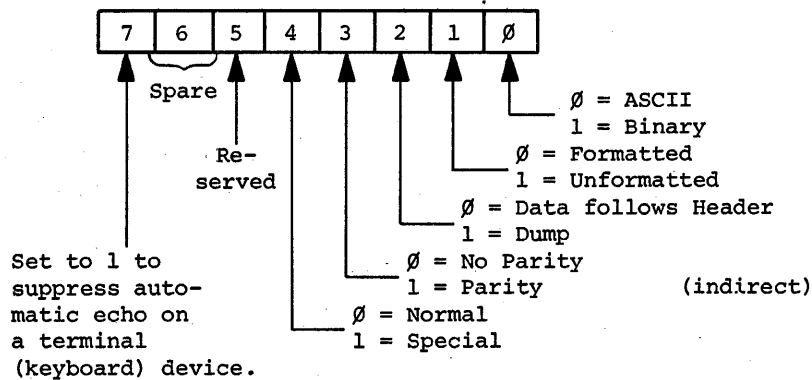 7 6 5 4 3 2 1 Ø
Spare
Re-
served
Ø = ASCII
1 = Binary
Ø = Formatted
1 = Unformatted
Ø = Data follows Header
1 = Dump
Ø = No Parity
1 = Parity (indirect)
Ø = Normal
1 = Special
Set to 1 to
suppress auto-
matic echo on
a terminal
(keyboard) device.